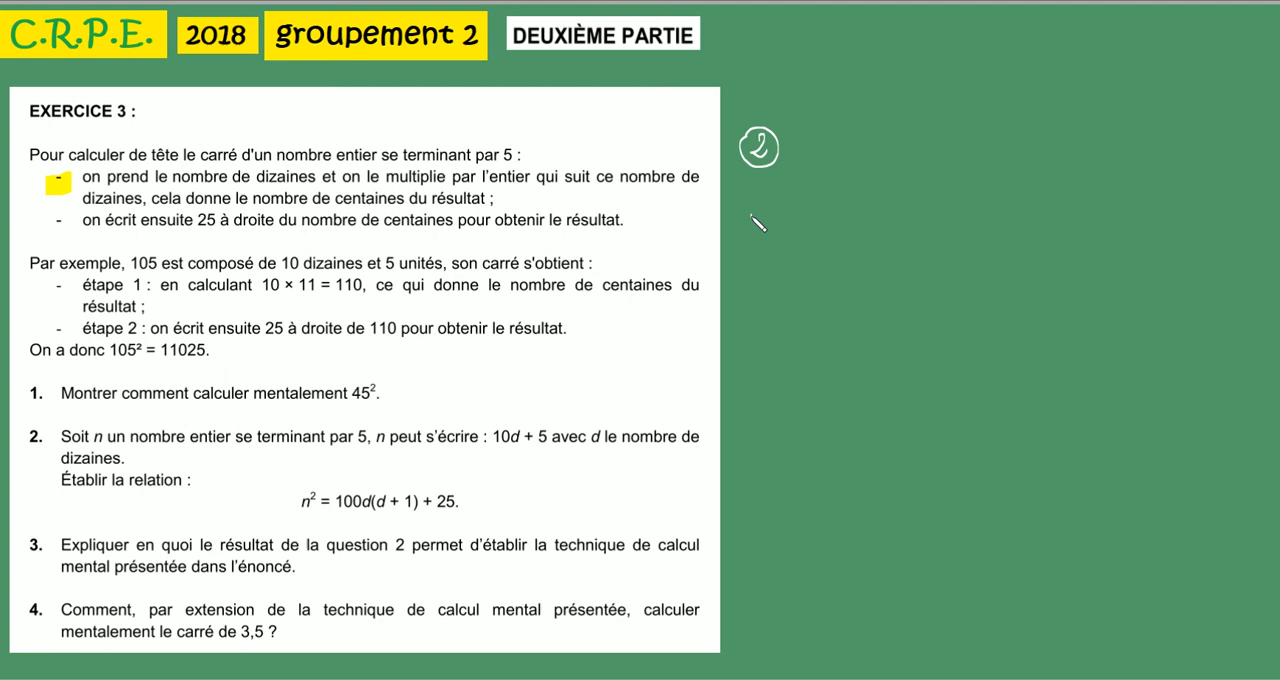 C.R.P.E. 2018 groupement 2 DEUXIÈME PARTIE
EXERCICE 3 :
Pour calculer de tête le carré d'un nombre entier se terminant par 5 :
- on prend le nombre de dizaines et on le multiplie par l'entier qui suit ce nombre de
dizaines, cela donne le nombre de centaines du résultat ;
- on écrit ensuite 25 à droite du nombre de centaines pour obtenir le résultat.
Par exemple, 105 est composé de 10 dizaines et 5 unités, son carré s'obtient :
- étape 1 : en calculant 10 × 11 = 110, ce qui donne le nombre de centaines du
résultat ;
- étape 2 : on écrit ensuite 25 à droite de 110 pour obtenir le résultat.
On a donc 105² = 11025.
1. Montrer comment calculer mentalement 45².
2. Soit n un nombre entier se terminant par 5, n peut s'écrire : 10d + 5 avec d le nombre de
dizaines.
Établir la relation :
n² = 100d(d + 1) + 25.
3. Expliquer en quoi le résultat de la question 2 permet d'établir la technique de calcul
mental présentée dans l'énoncé.
4. Comment, par extension de la technique de calcul mental présentée, calculer
mentalement le carré de 3,5 ?
2